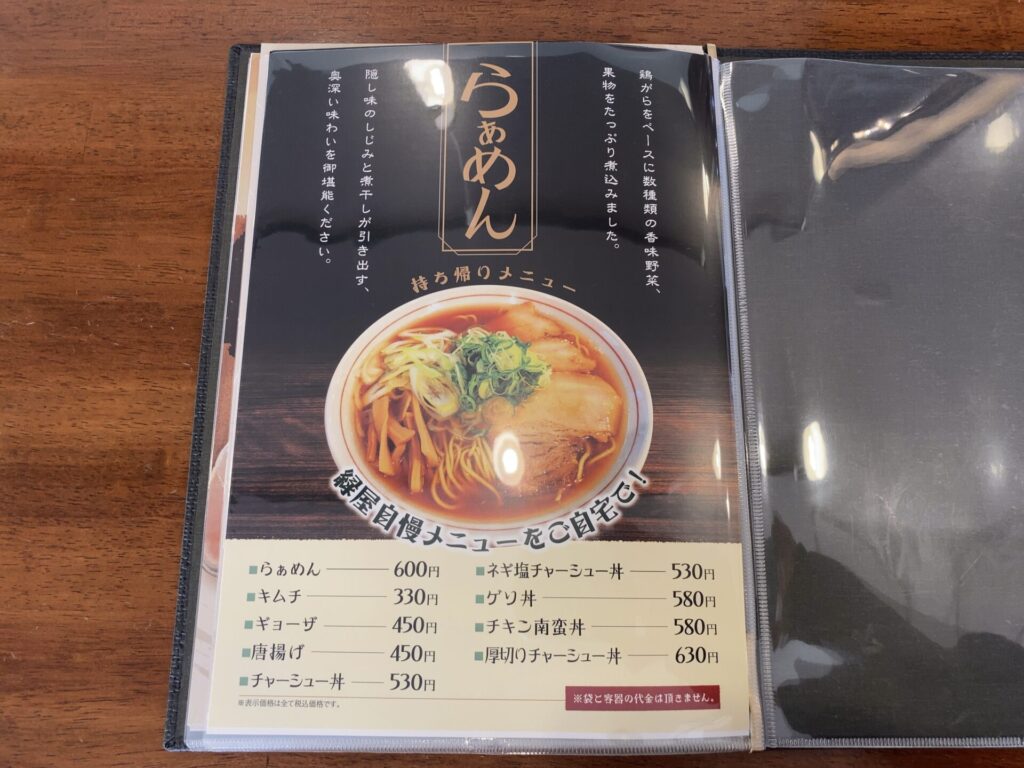 らぁめん
鶏がらをベースに数種類の香味野菜、
果物をたっぷり煮込みました。
隠し味のしじみと煮干しが引き出す、
奥深い味わいを御堪能ください。
持ち帰りメニュー
縁屋自慢メニューをご自宅で!
■らぁめん ─── 600円
■キムチ ─── 330円
■ギョーザ ─── 450円
■唐揚げ ─── 450円
■チャーシュー丼 ─── 530円
■ネギ塩チャーシュー丼 ─── 530円
■ゲソ丼 ─── 580円
■チキン南蛮丼 ─── 580円
■厚切りチャーシュー丼 ─── 630円
※表示価格は全て税込価格です。
※袋と容器の代金は頂きません。